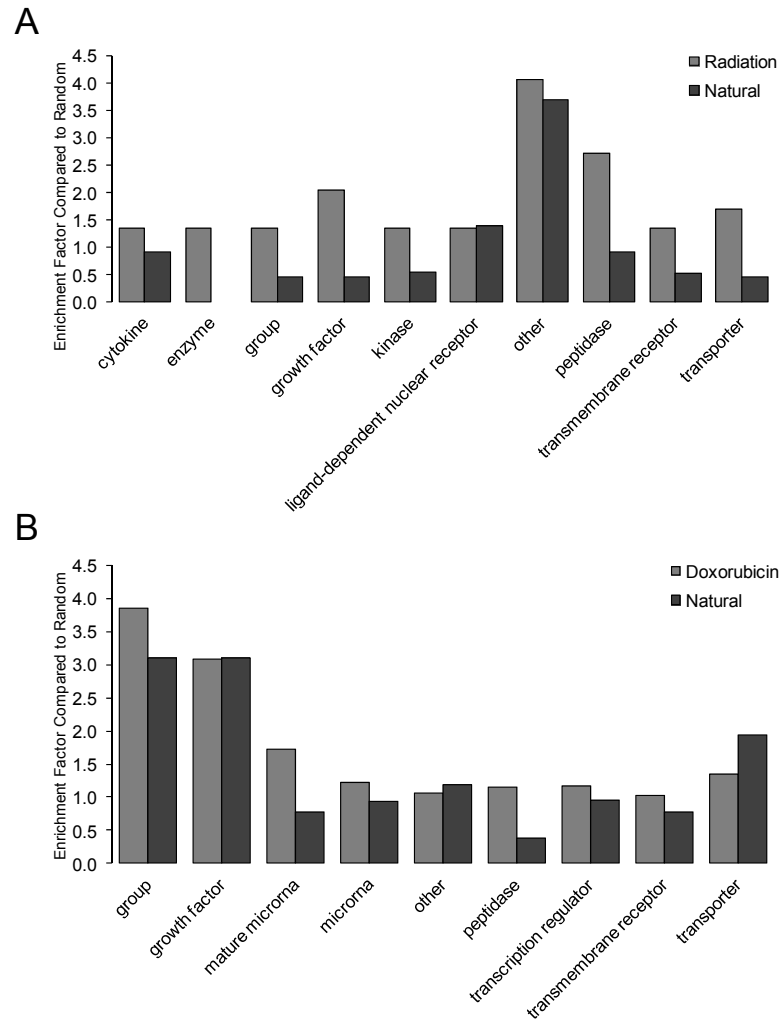 A
Enrichment Factor Compared to Random
4.5
4.0
3.5
3.0
2.5
2.0
1.5
1.0
0.5
0.0
Radiation
Natural
cytokine
enzyme
group
growth factor
kinase
ligand-dependent nuclear receptor
other
peptidase
transmembrane receptor
transporter
B
Enrichment Factor Compared to Random
4.5
4.0
3.5
3.0
2.5
2.0
1.5
1.0
0.5
0.0
Doxorubicin
Natural
group
growth factor
mature microrna
microrna
other
peptidase
transcription regulator
transmembrane receptor
transporter